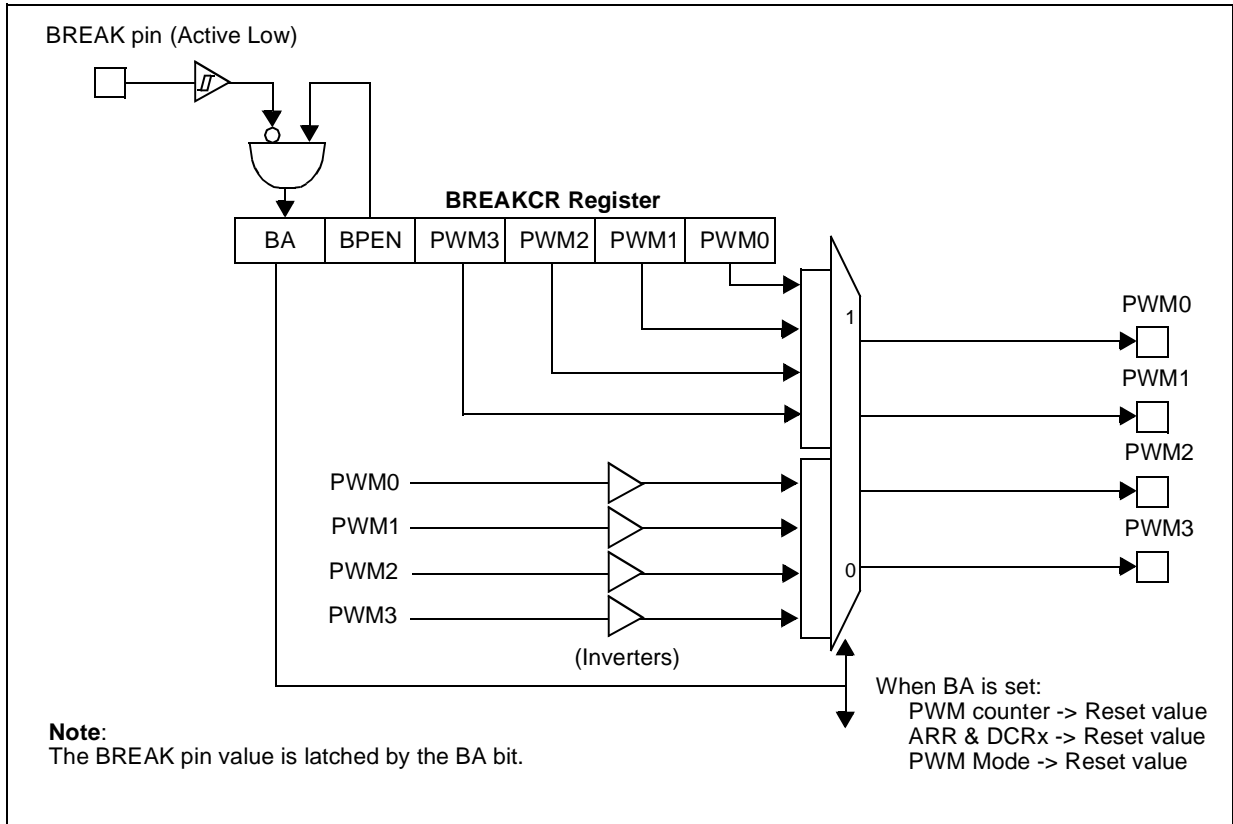 BREAK pin (Active Low)
BREAKCR Register
BA BPEN PWM3 PWM2 PWM1 PWM0
1
PWM0
PWM1
PWM2
PWM3
PWM0
PWM1
PWM2
PWM3
0
(Inverters)
When BA is set:
PWM counter -> Reset value
ARR & DCRx -> Reset value
PWM Mode -> Reset value
Note:
The BREAK pin value is latched by the BA bit.